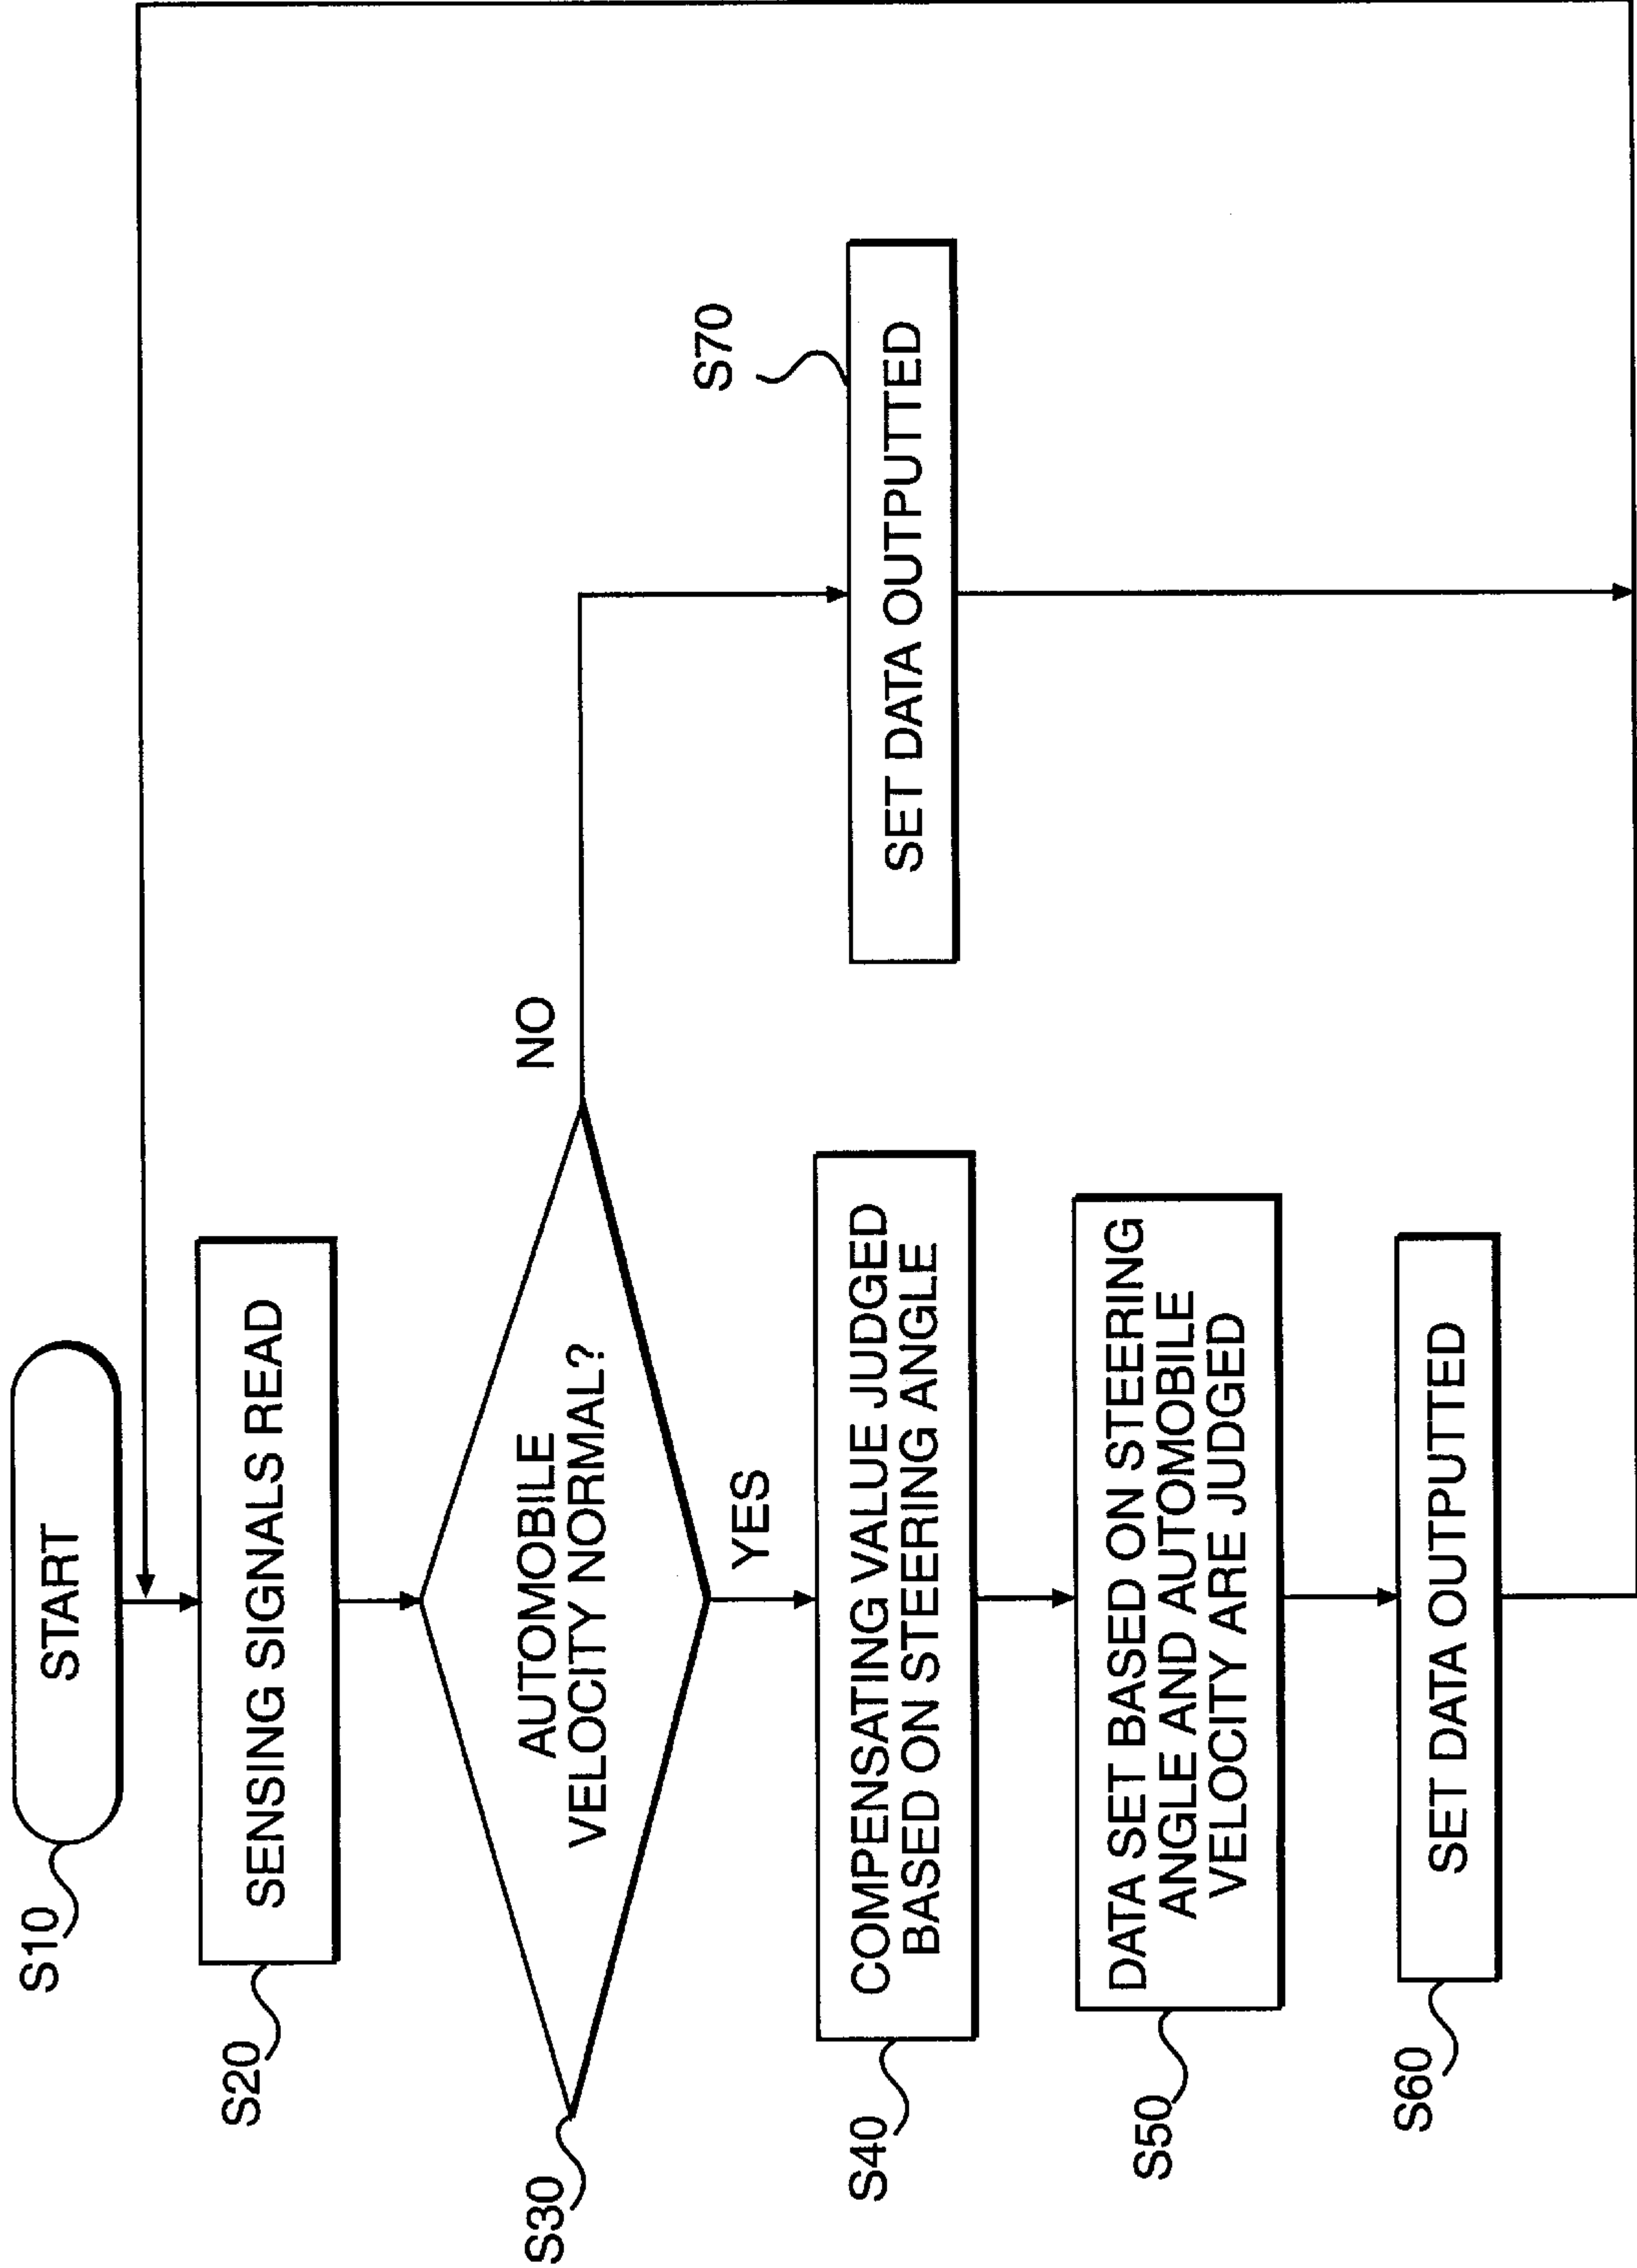 S10
START
S20
SENSING SIGNALS READ
S30
AUTOMOBILE
VELOCITY NORMAL?
NO
YES
S40
COMPENSATING VALUE JUDGED
BASED ON STEERING ANGLE
S70
SET DATA OUTPUTTED
S50
DATA SET BASED ON STEERING
ANGLE AND AUTOMOBILE
VELOCITY ARE JUDGED
S60
SET DATA OUTPUTTED